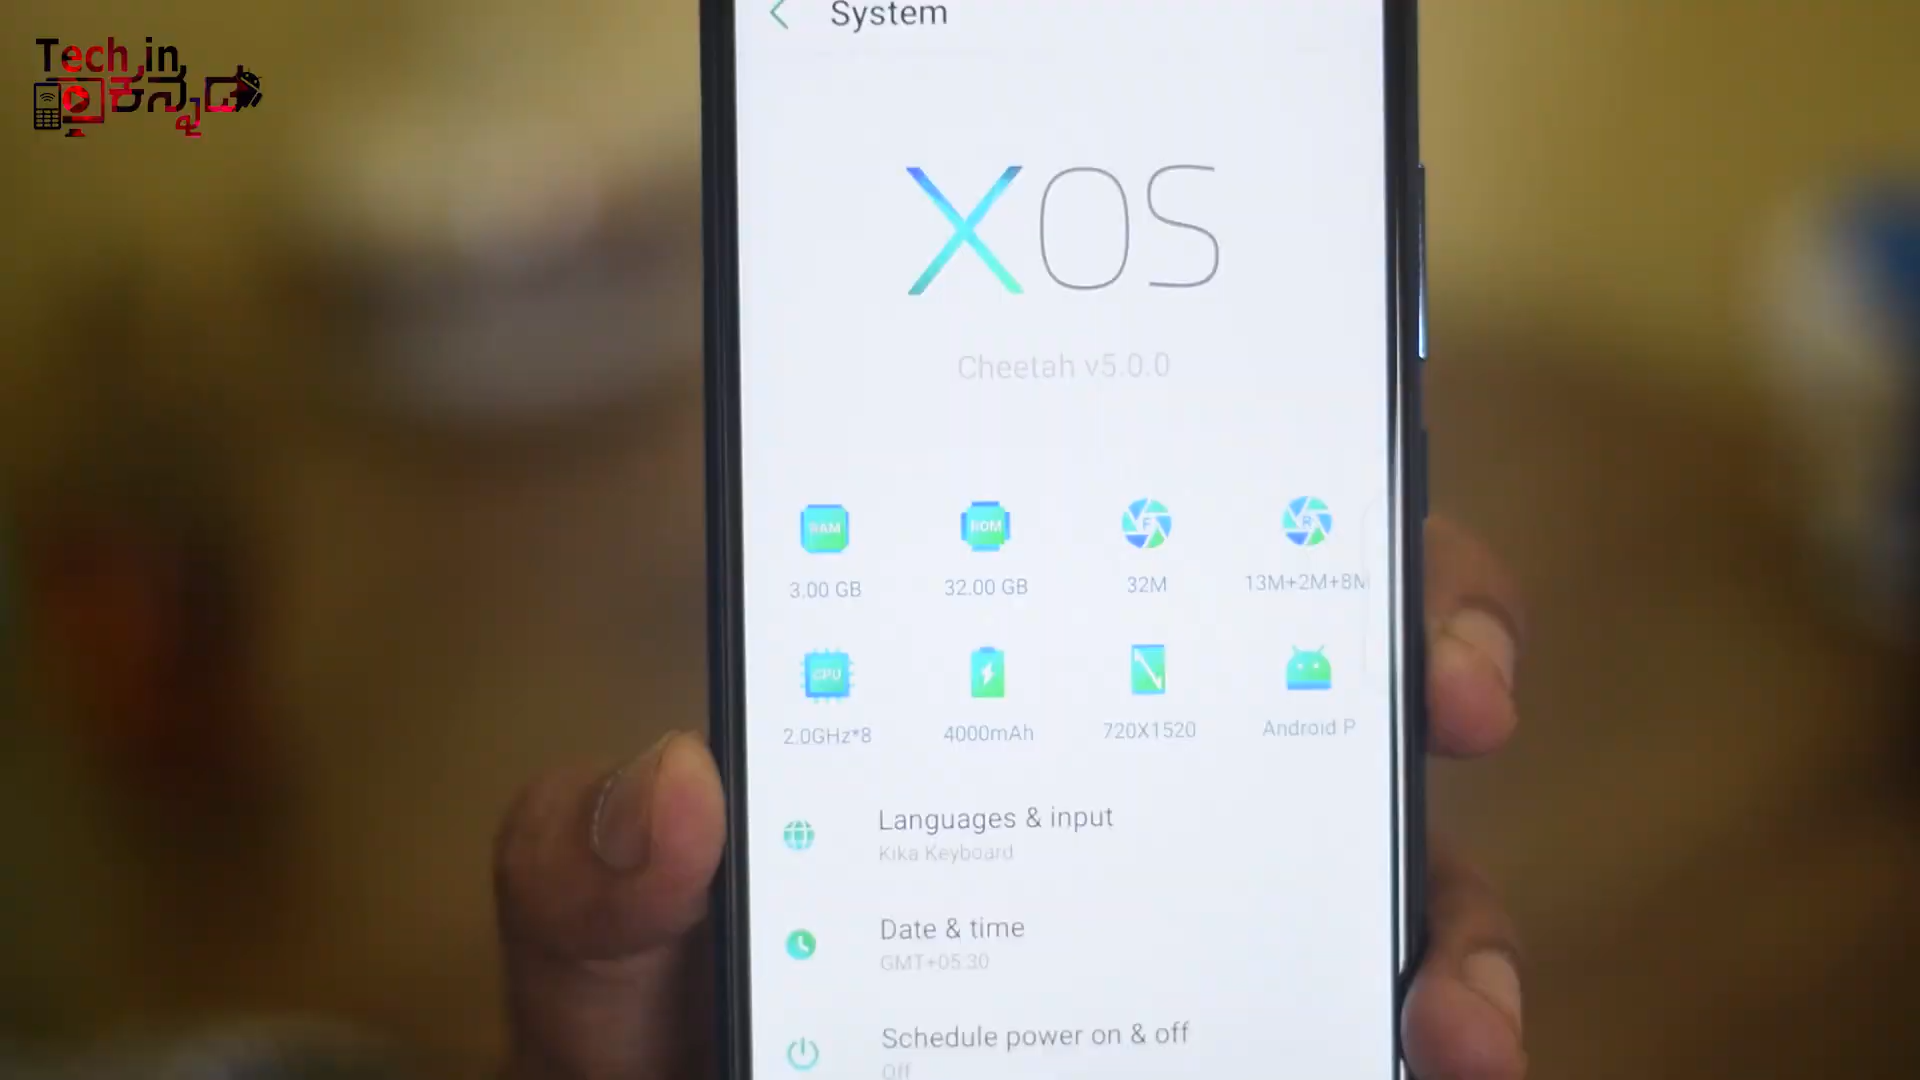 Tech in
ಕನ್ನಡ
System
XOS
Cheetah v5.0.0
RAM
ROM
F
R
3.00 GB
32.00 GB
32M
13M+2M+8M
CPU
2.0GHz*8
4000mAh
720X1520
Android P
Languages & input
Kika Keyboard
Date & time
GMT+05:30
Schedule power on & off
Off